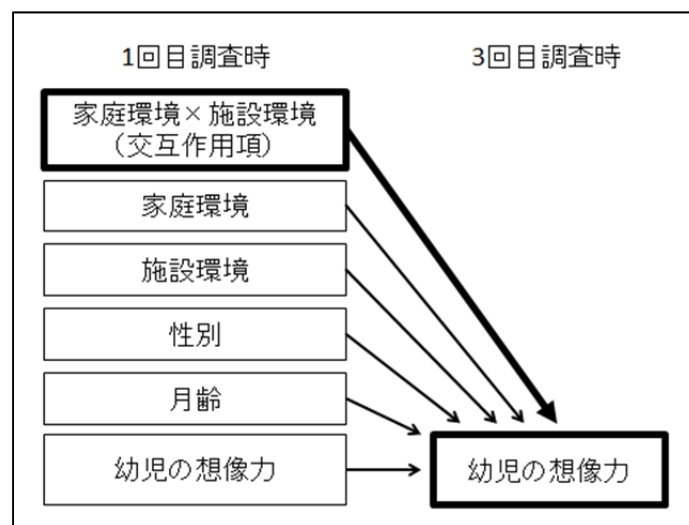 1回目調査時
3回目調査時
家庭環境×施設環境
（交互作用項）
家庭環境
施設環境
性別
月齢
幼児の想像力
幼児の想像力